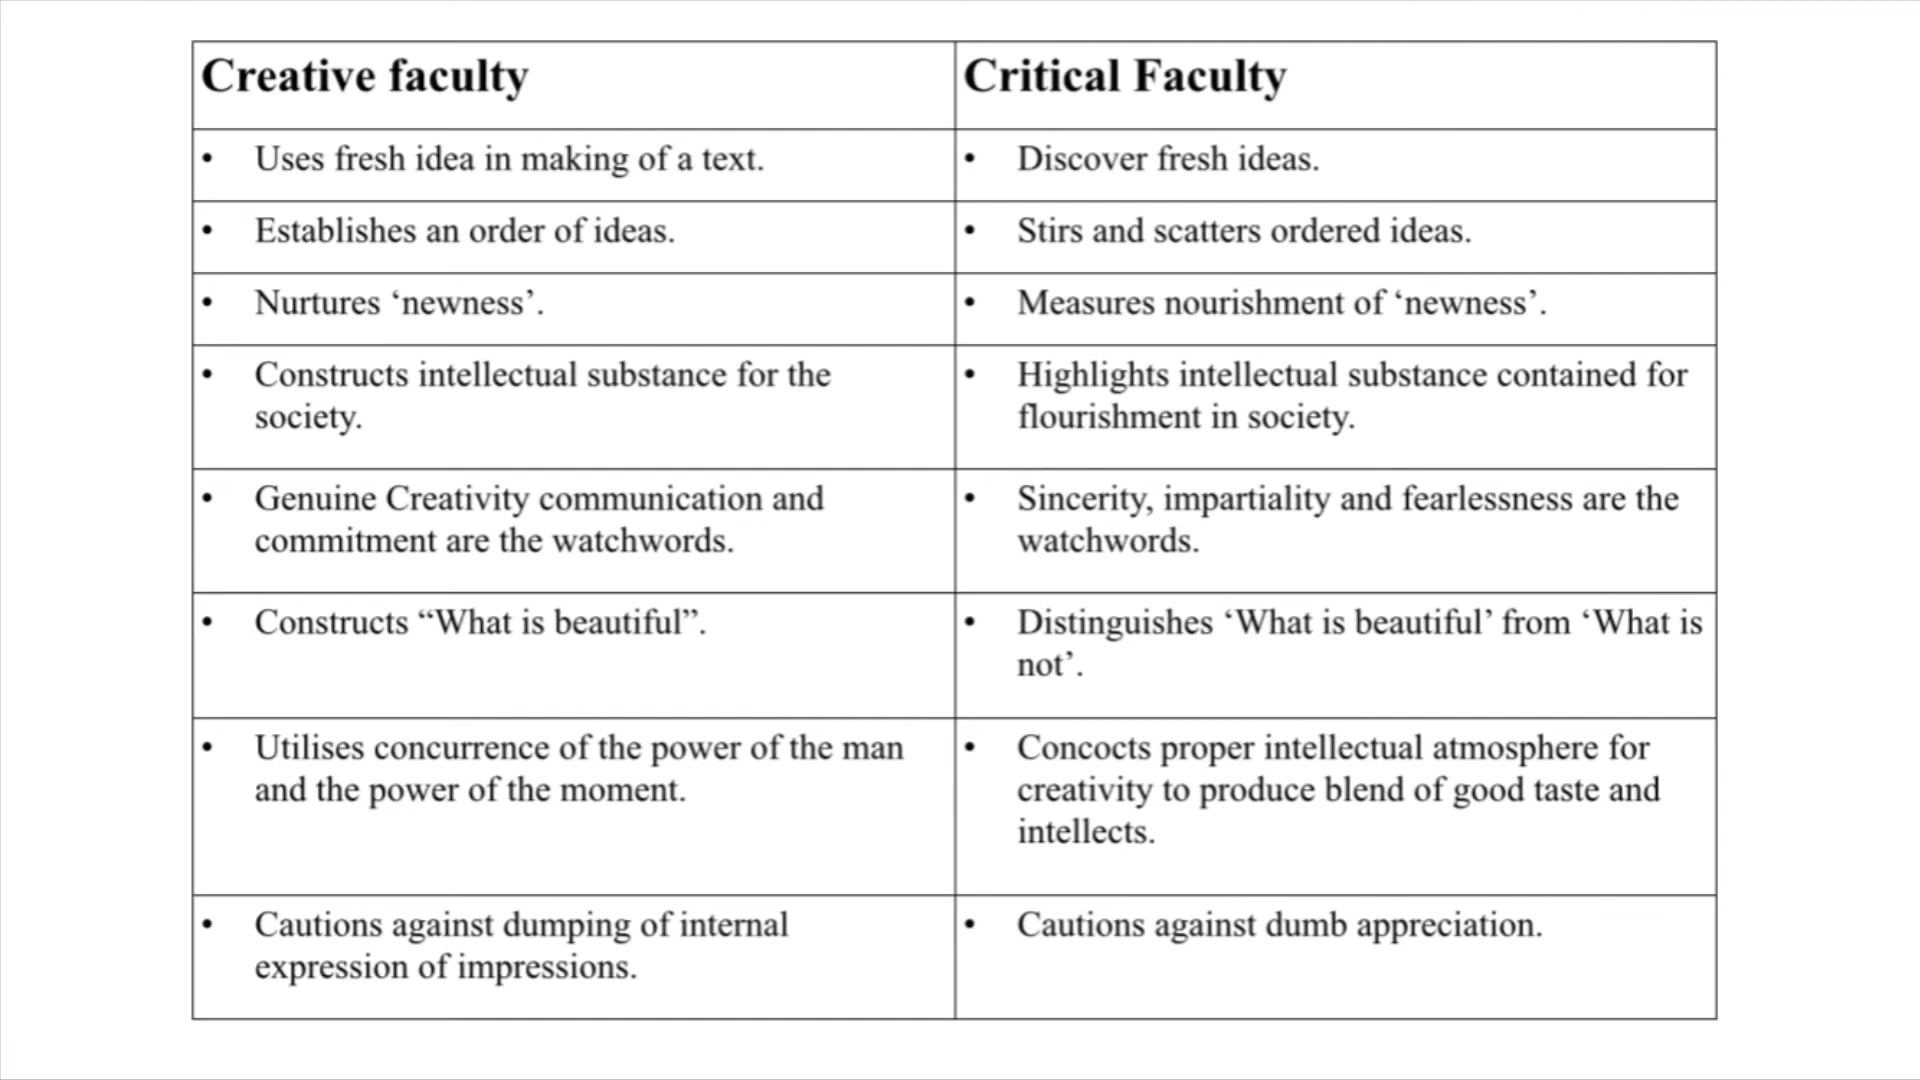 Creative faculty
Critical Faculty
• Uses fresh idea in making of a text.
• Discover fresh ideas.
• Establishes an order of ideas.
• Stirs and scatters ordered ideas.
• Nurtures ‘newness’.
• Measures nourishment of ‘newness’.
• Constructs intellectual substance for the
society.
• Highlights intellectual substance contained for
flourishment in society.
• Genuine Creativity communication and
commitment are the watchwords.
• Sincerity, impartiality and fearlessness are the
watchwords.
• Constructs “What is beautiful”.
• Distinguishes ‘What is beautiful’ from ‘What is
not’.
• Utilises concurrence of the power of the man
and the power of the moment.
• Concocts proper intellectual atmosphere for
creativity to produce blend of good taste and
intellects.
• Cautions against dumping of internal
expression of impressions.
• Cautions against dumb appreciation.